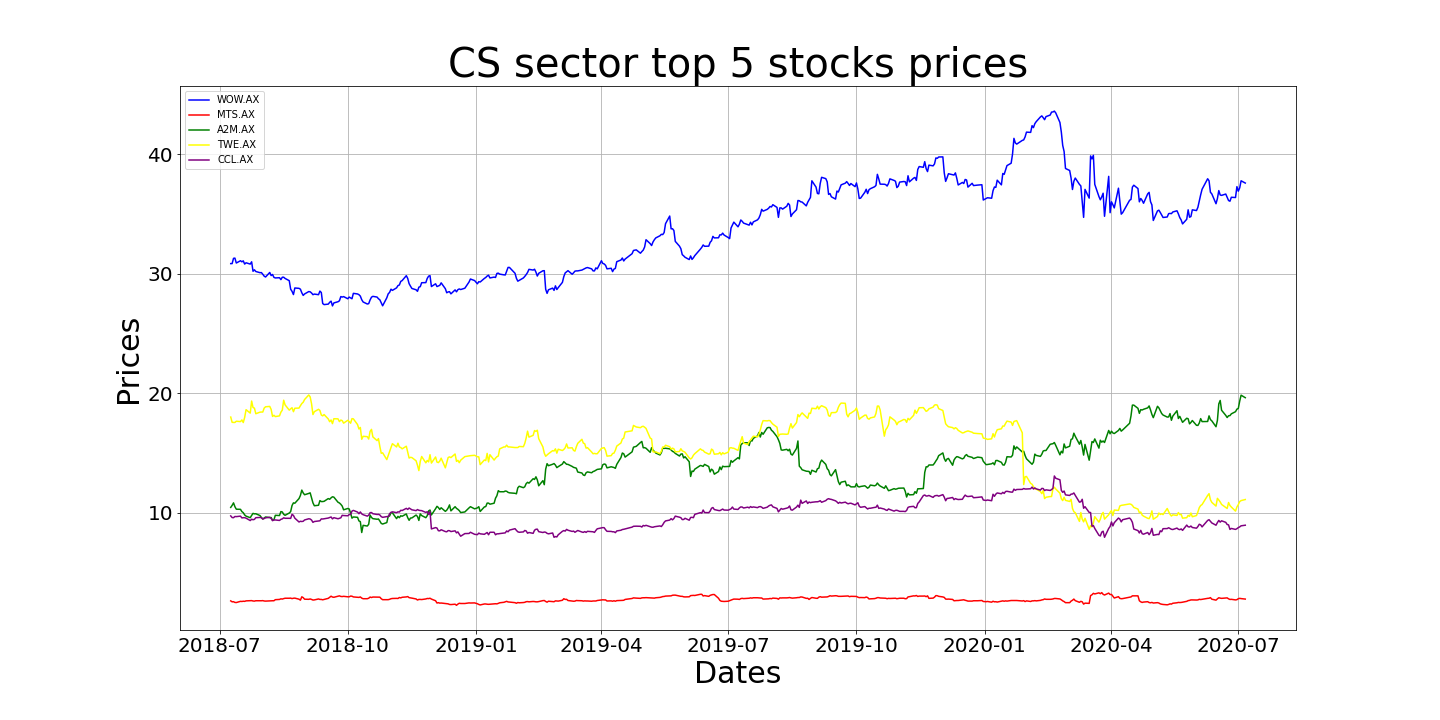 CS sector top 5 stocks prices
WOW.AX
MTS.AX
A2M.AX
TWE.AX
CCL.AX
40
30
20
10
Prices
2018-07 2018-10 2019-01 2019-04 2019-07 2019-10 2020-01 2020-04 2020-07
Dates